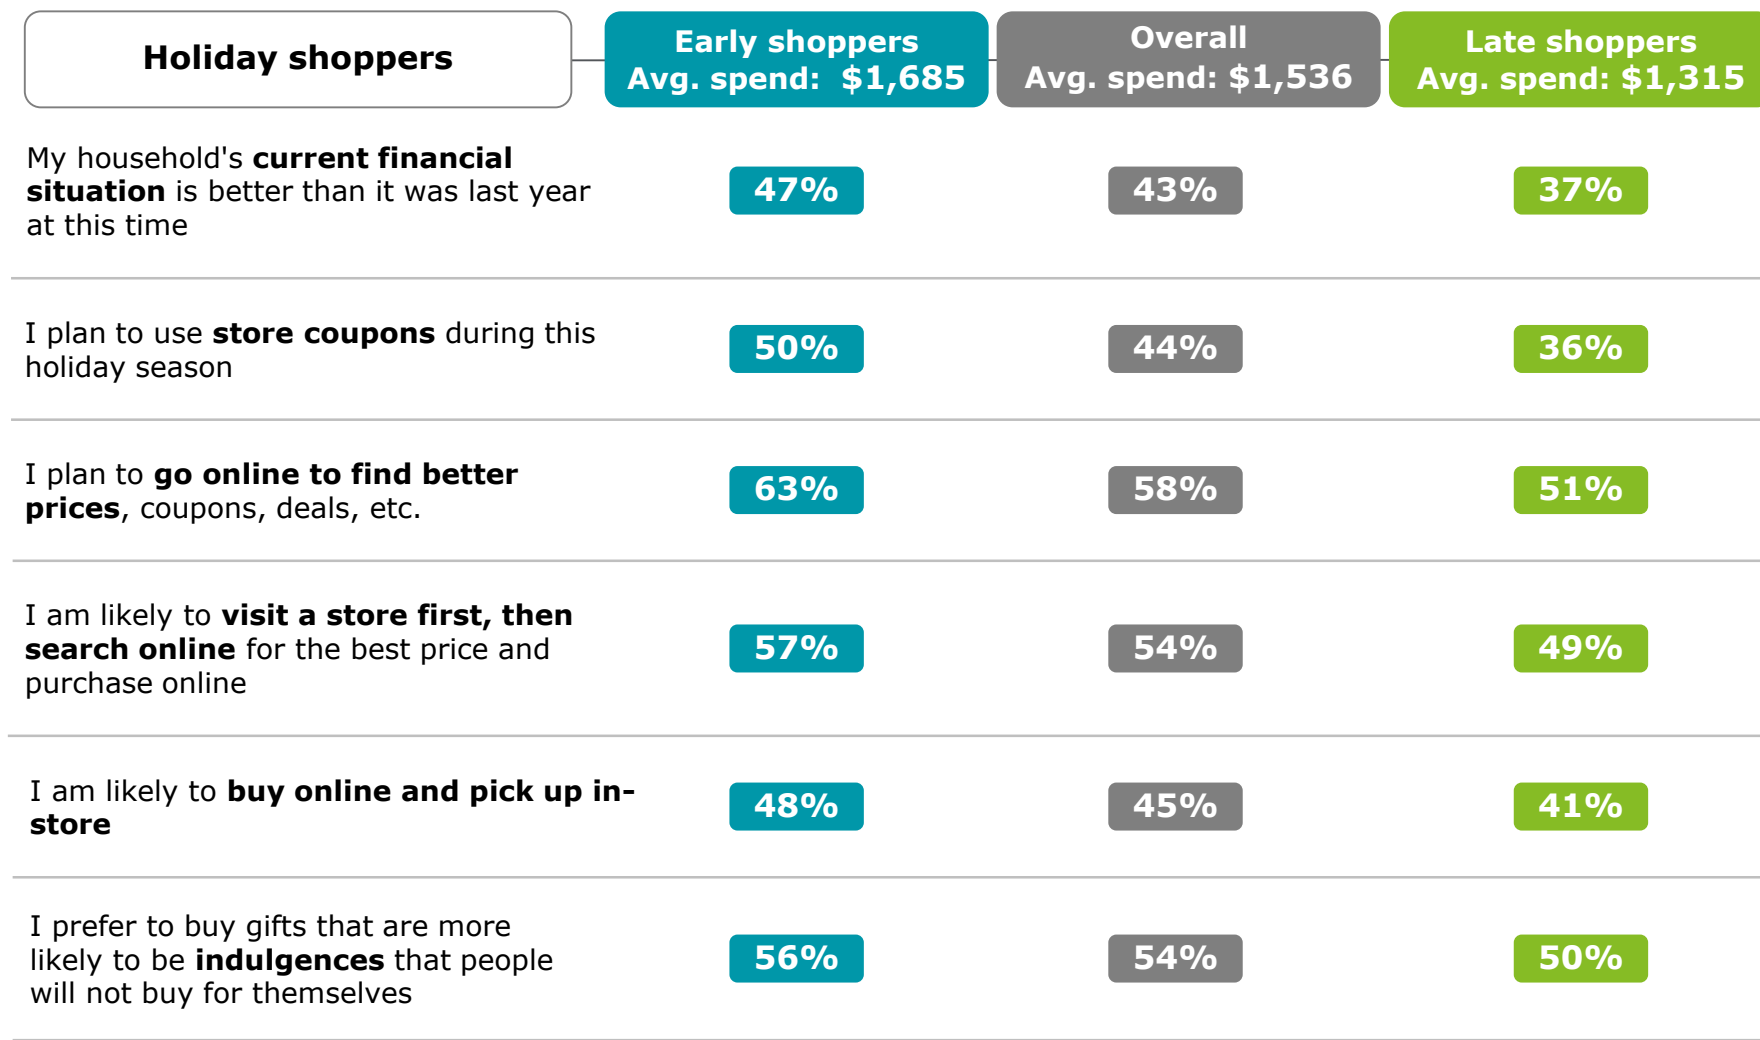 Holiday shoppers
Early shoppers
Avg. spend: $1,685
Overall
Avg. spend: $1,536
Late shoppers
Avg. spend: $1,315
My household's current financial
situation is better than it was last year
at this time
47%
43%
37%
I plan to use store coupons during this
holiday season
50%
44%
36%
I plan to go online to find better
prices, coupons, deals, etc.
63%
58%
51%
I am likely to visit a store first, then
search online for the best price and
purchase online
57%
54%
49%
I am likely to buy online and pick up in-
store
48%
45%
41%
I prefer to buy gifts that are more
likely to be indulgences that people
will not buy for themselves
56%
54%
50%